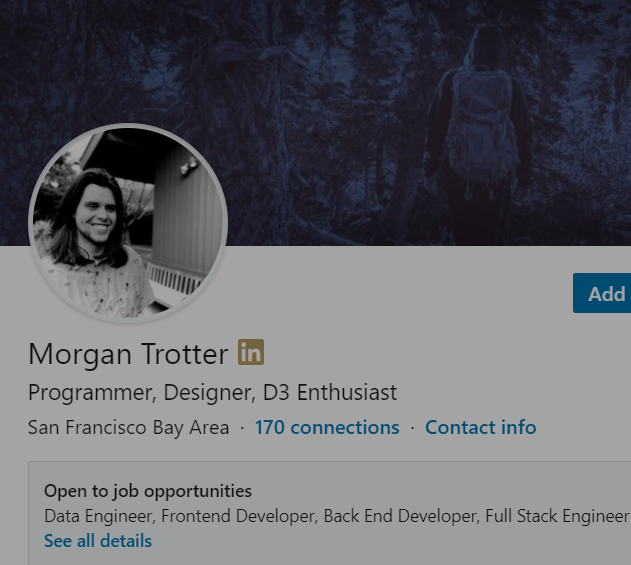 Add
Morgan Trotter in
Programmer, Designer, D3 Enthusiast
San Francisco Bay Area · 170 connections · Contact info
Open to job opportunities
Data Engineer, Frontend Developer, Back End Developer, Full Stack Engineer
See all details